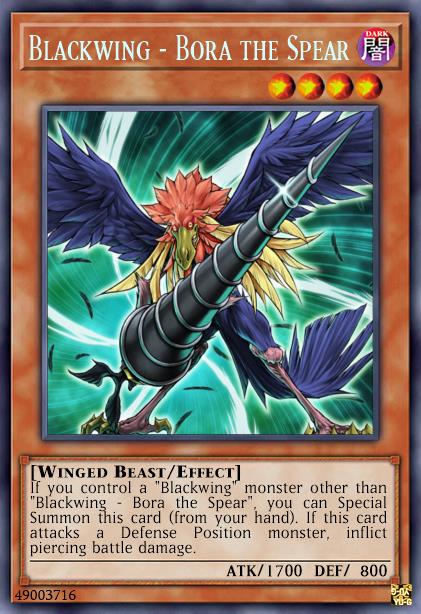 Blackwing - Bora the Spear
DARK
闇
[Winged Beast/Effect]
If you control a "Blackwing" monster other than
"Blackwing - Bora the Spear", you can Special
Summon this card (from your hand). If this card
attacks a Defense Position monster, inflict
piercing battle damage.
ATK/1700 DEF/ 800
49003716